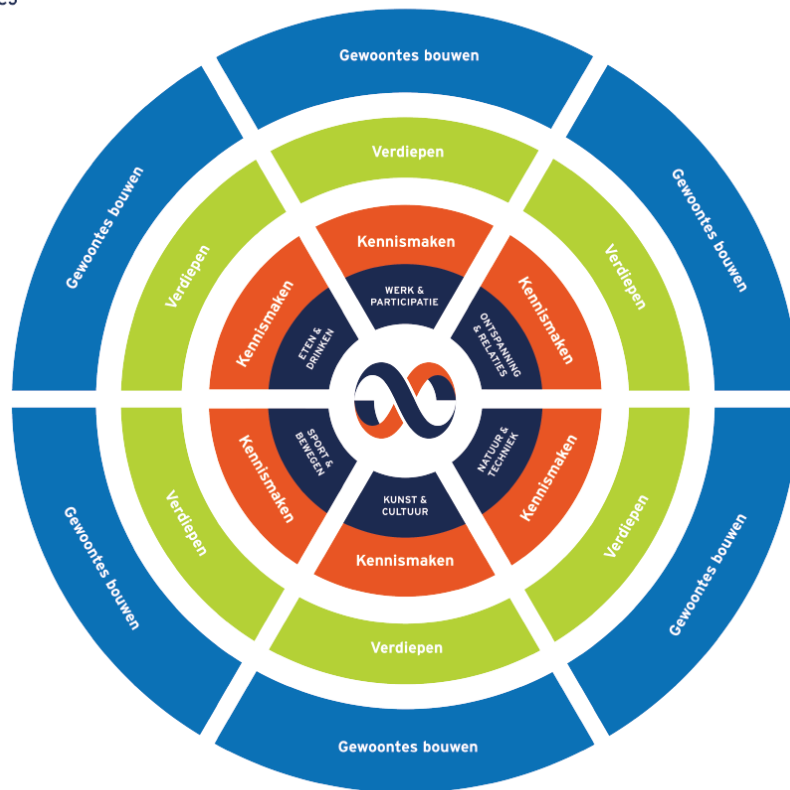 Gewoontes bouwen
Gewoontes bouwen
Gewoontes bouwen
Verdiepen
Verdiepen
Verdiepen
Kennismaken
Kennismaken
Kennismaken
WERK &
PARTICIPATIE
ETEN &
DRINKEN
ONTSPANNING
& RELATIES
SPORT &
BEWEGEN
NATUUR &
TECHNIEK
KUNST &
CULTUUR
Kennismaken
Kennismaken
Kennismaken
Verdiepen
Verdiepen
Verdiepen
Gewoontes bouwen
Gewoontes bouwen
Gewoontes bouwen